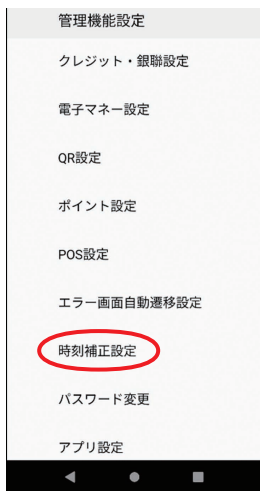 管理機能設定
クレジット・銀聯設定
電子マネー設定
QR設定
ポイント設定
POS設定
エラー画面自動遷移設定
時刻補正設定
パスワード変更
アプリ設定